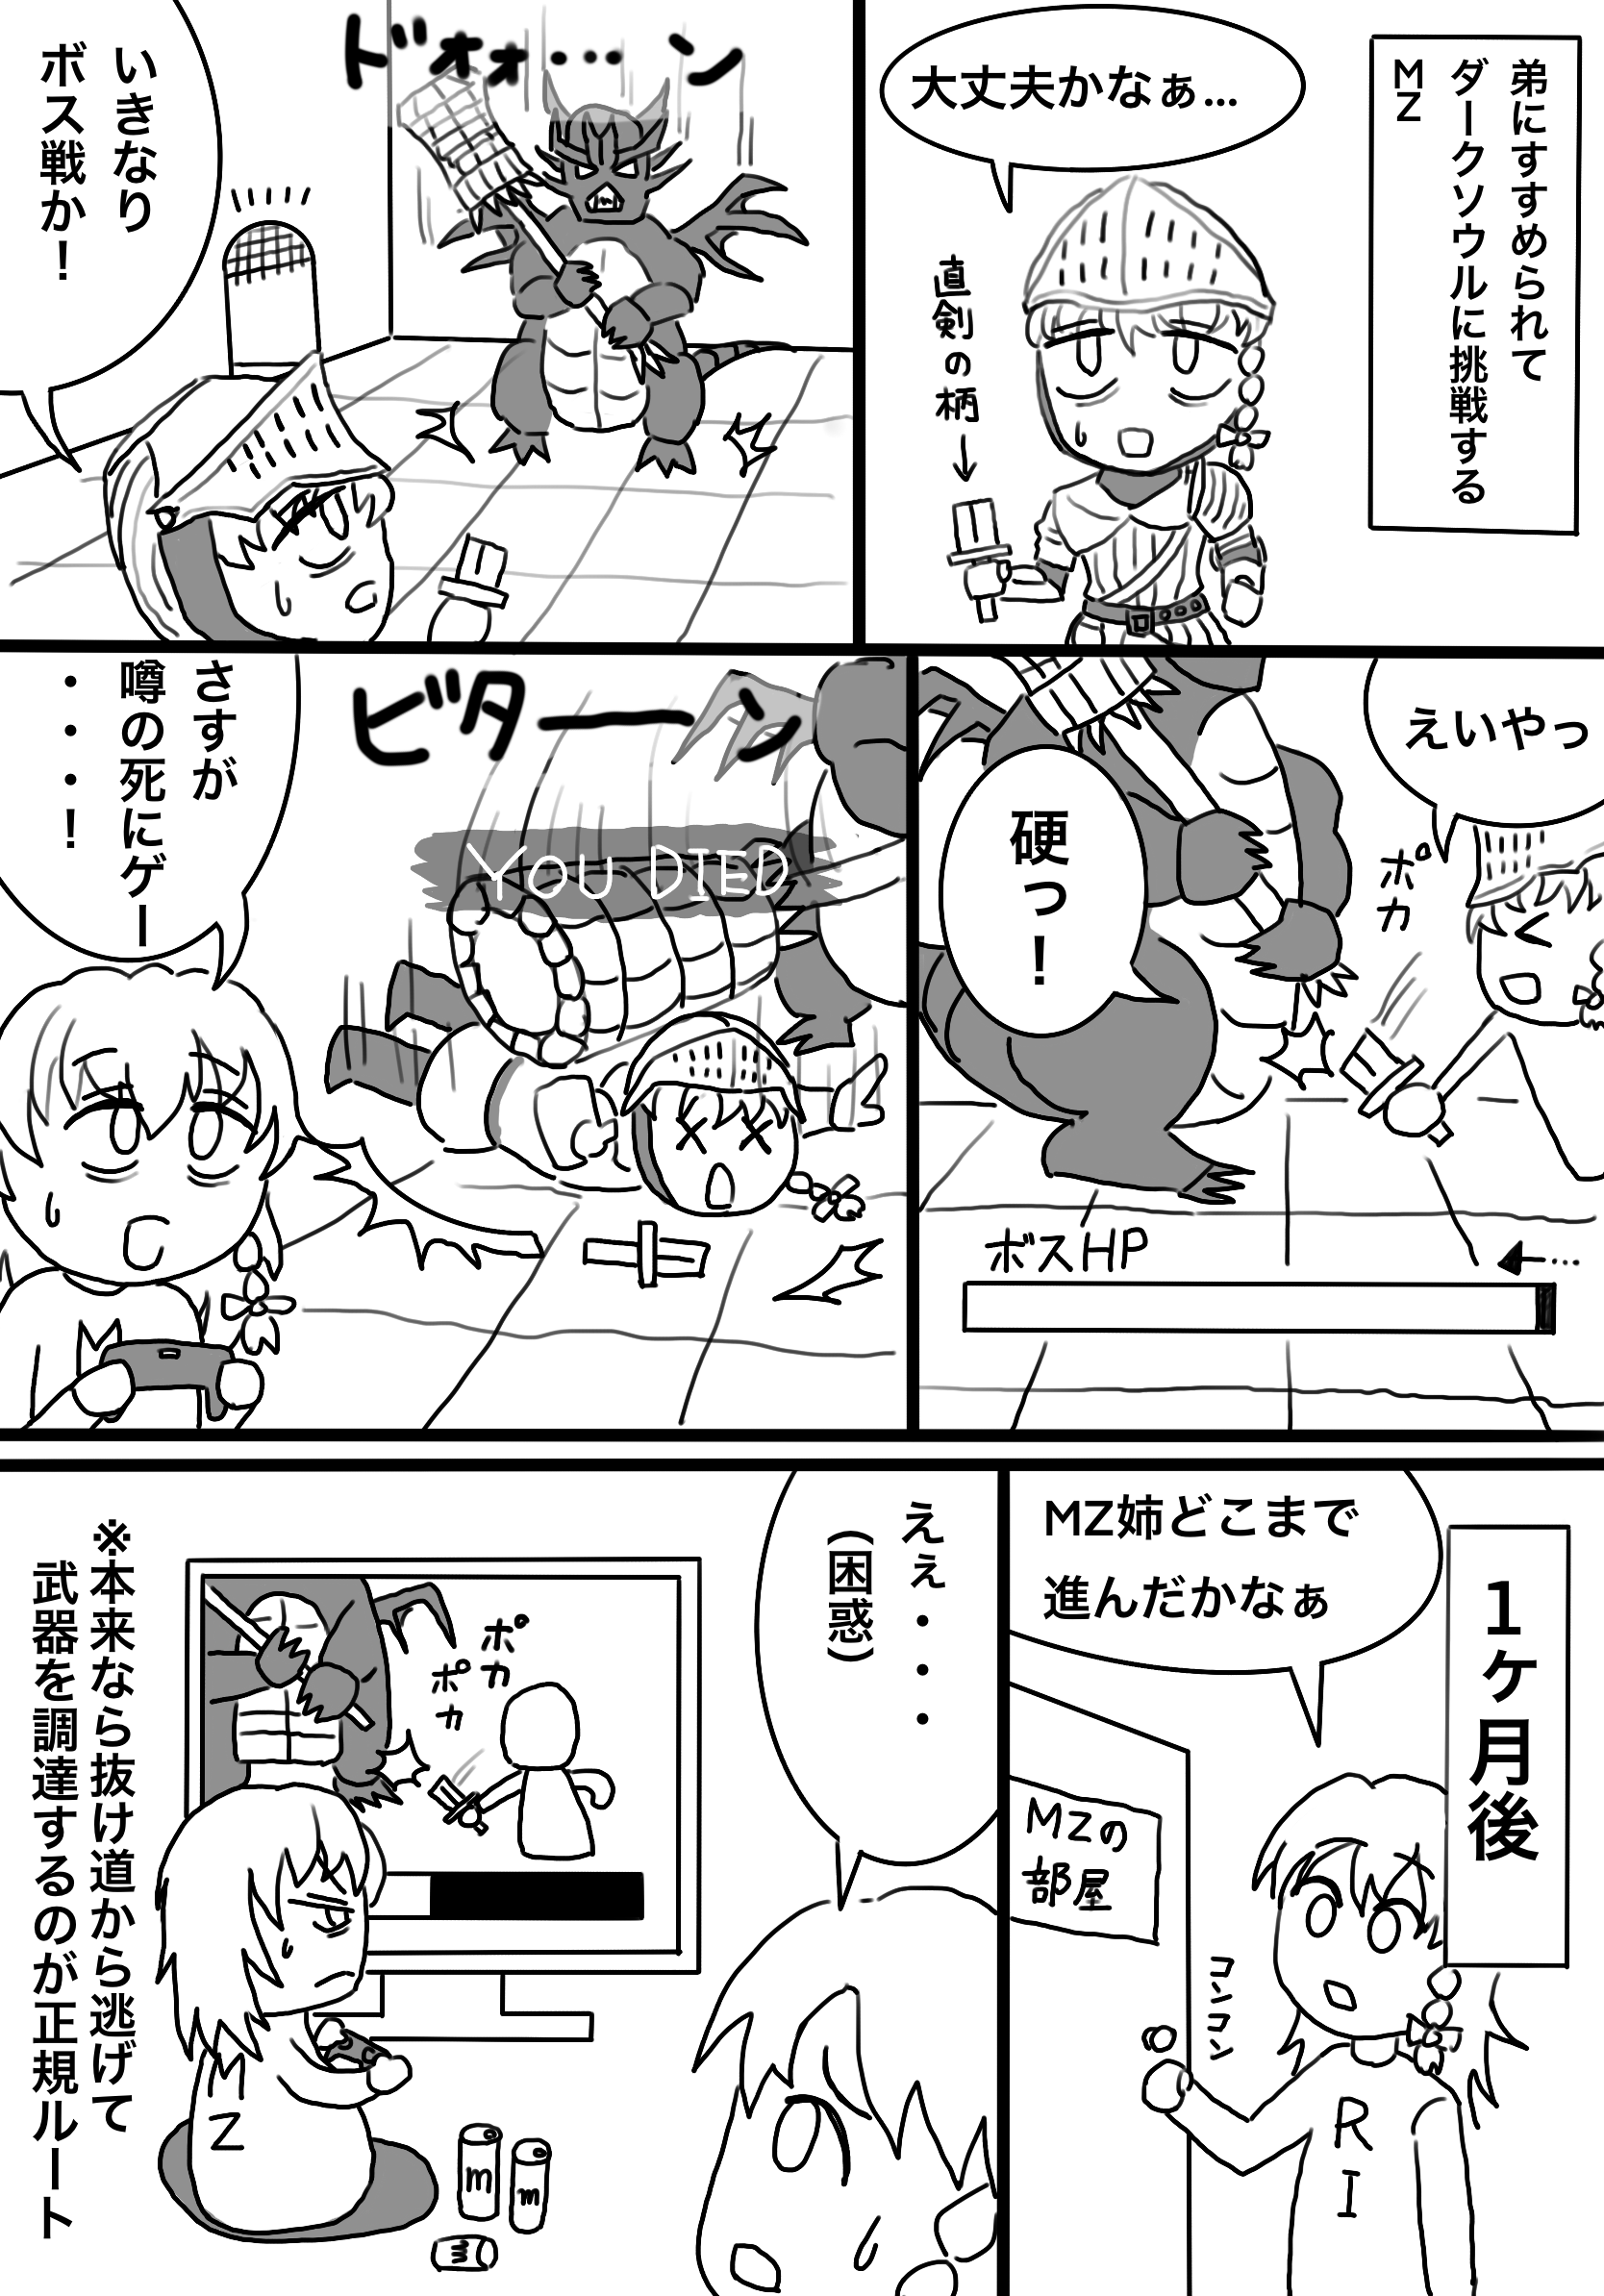 弟にすすめられて
ダークソウルに挑戦する
MZ
大丈夫かなぁ…
直剣の柄→
ドォォ・・・ン
いきなり
ボス戦か！
えいやっ
ポカ
硬っ！
ボスHP
ビターン
YOU DIED
さすが
噂の死にゲー
・・・！
1ヶ月後
MZ姉どこまで
進んだかなぁ
MZの
部屋
コンコン
RI
えぇ・・・
（困惑）
ポカ
ポカ
MZ
m
m
m
※本来なら抜け道から逃げて
武器を調達するのが正規ルート